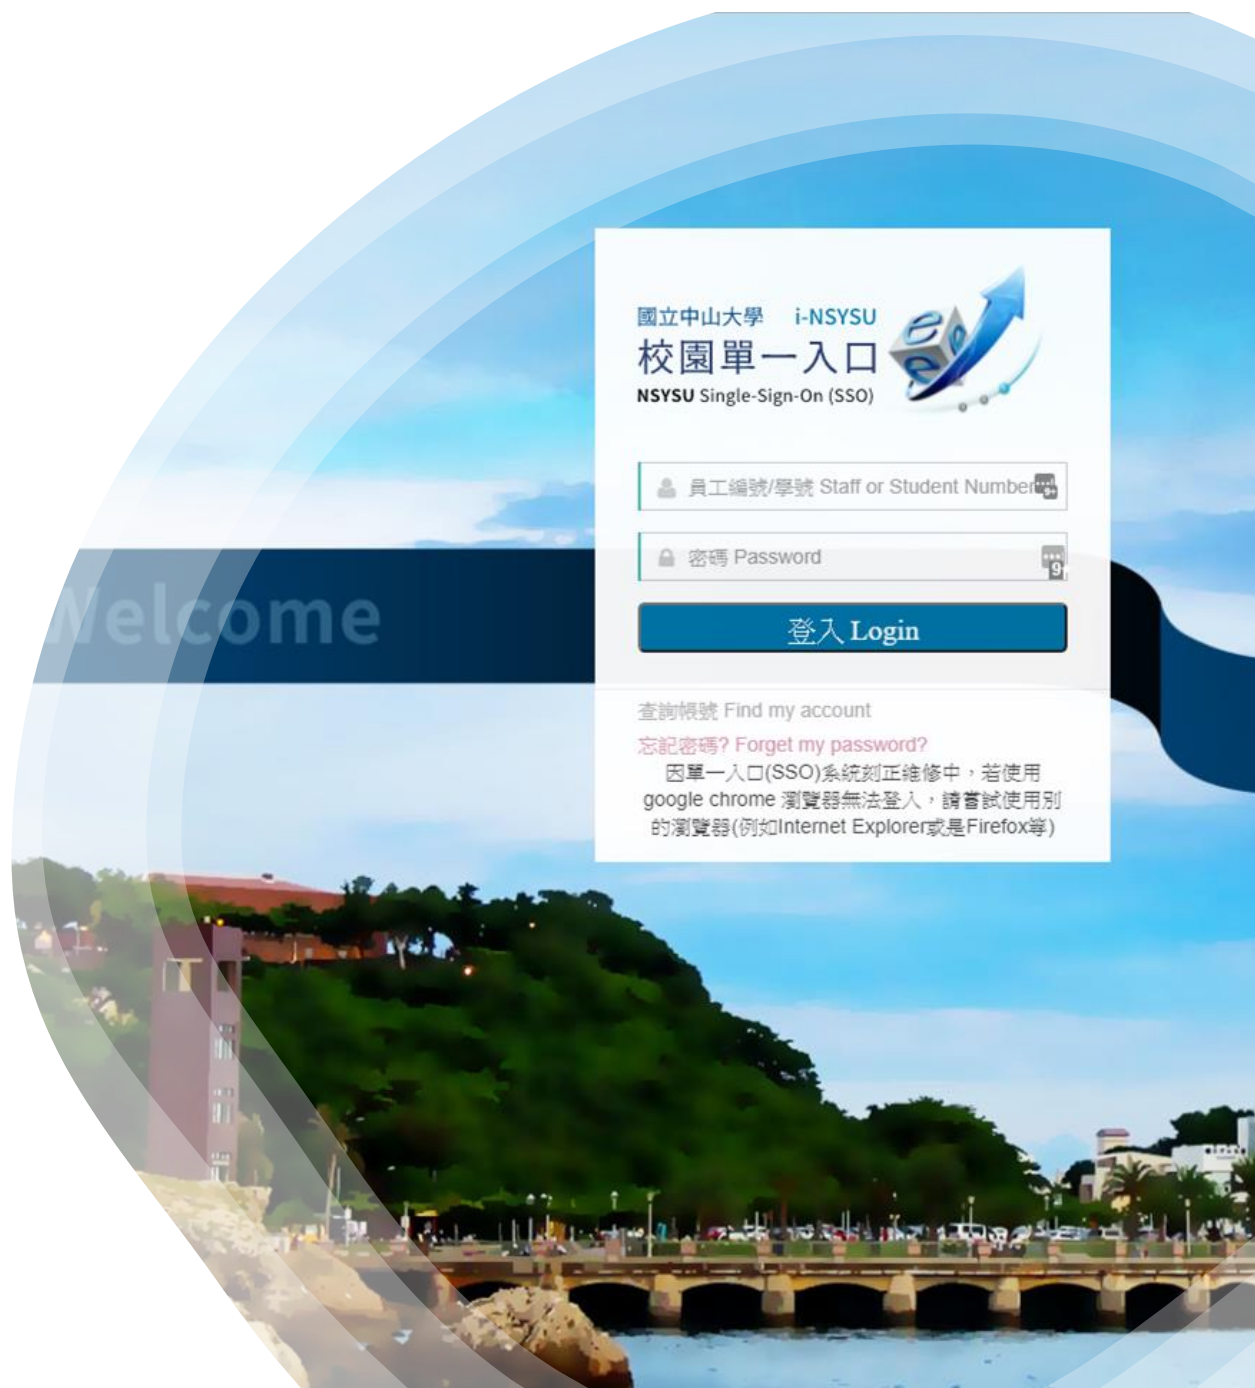 國立中山大學 i-NSYSU
校園單一入口
NSYSU Single-Sign-On (SSO)
員工編號/學號 Staff or Student Number
密碼 Password
Welcome
登入 Login
查詢帳號 Find my account
忘記密碼? Forget my password?
因單一入口(SSO)系統刻正維修中，若使用
google chrome 瀏覽器無法登入，請嘗試使用別
的瀏覽器(例如Internet Explorer或是Firefox等)